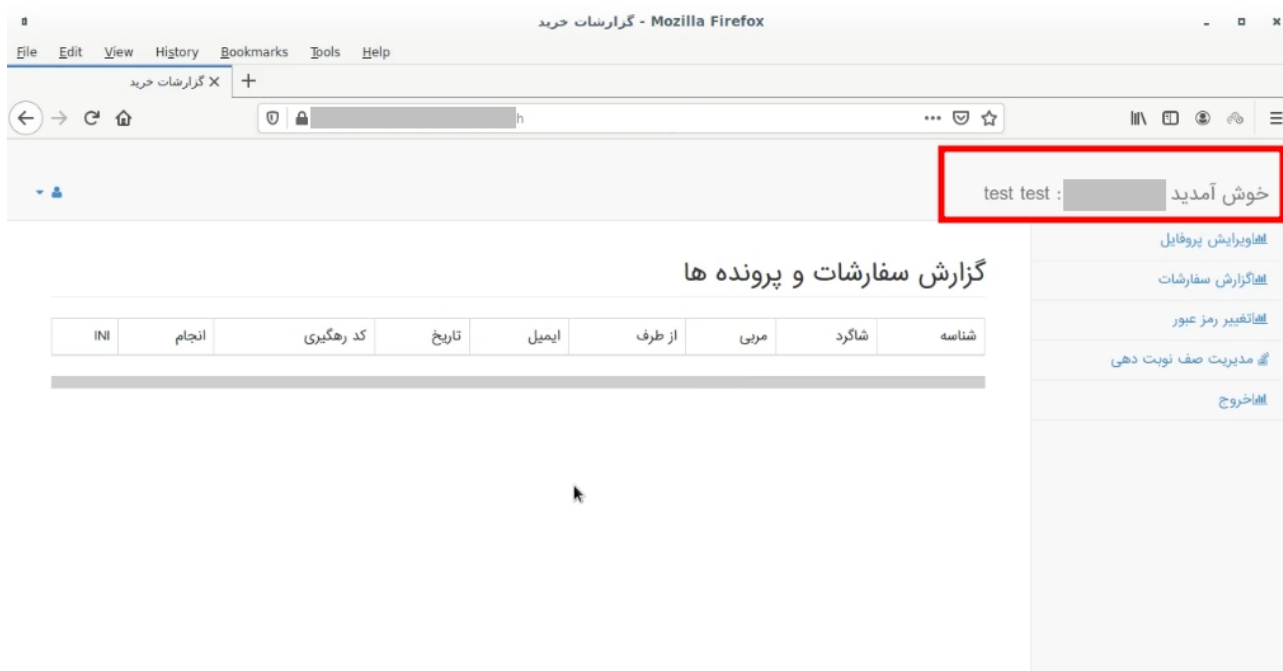 گزارشات خرید - Mozilla Firefox
File Edit View History Bookmarks Tools Help
گزارشات خرید
h
خوش آمدید : test test
ویرایش پروفایل
گزارش سفارشات
تغییر رمز عبور
مدیریت صف نوبت دهی
خروج
گزارش سفارشات و پرونده ها
شناسه شاگرد مربی از طرف ایمیل تاریخ کد رهگیری انجام INI